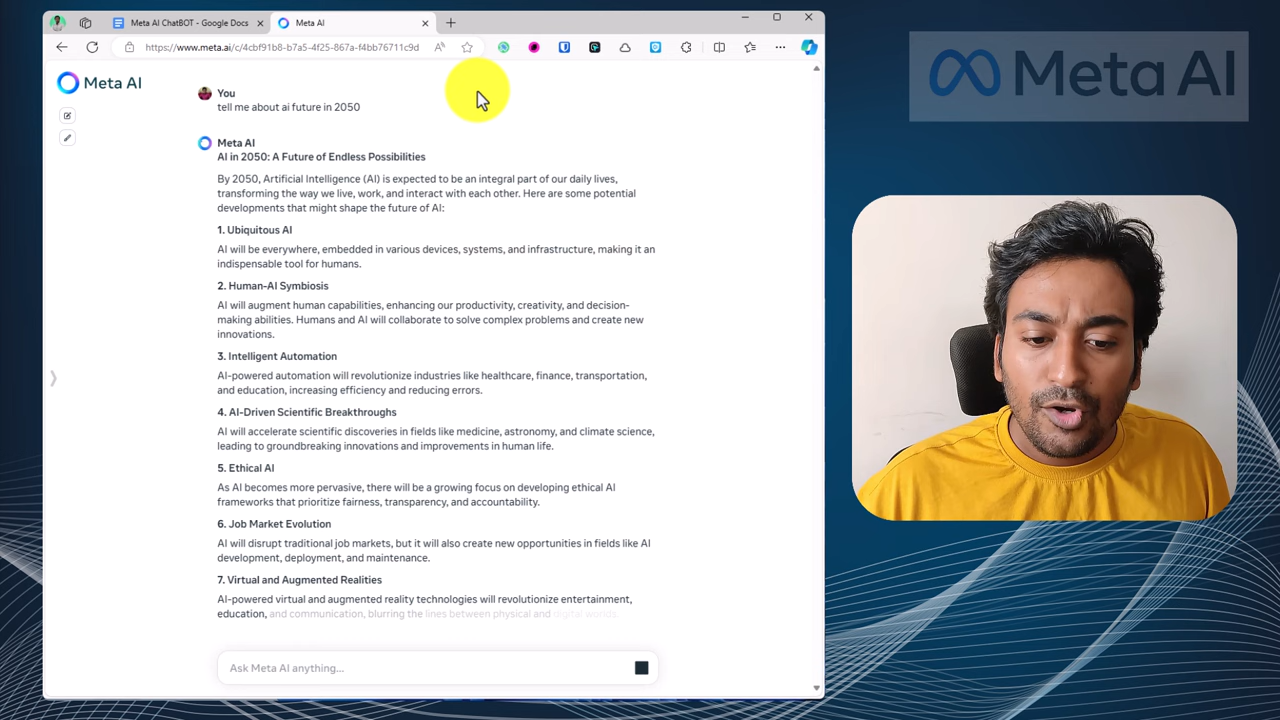 Meta AI ChatBOT - Google Docs
Meta AI
https://www.meta.ai/c/4cbf91b8-b7a5-4f25-867a-f4bb76711c9d
Meta AI
Meta AI
You
tell me about ai future in 2050
Meta AI
AI in 2050: A Future of Endless Possibilities
By 2050, Artificial Intelligence (AI) is expected to be an integral part of our daily lives,
transforming the way we live, work, and interact with each other. Here are some potential
developments that might shape the future of AI:
1. Ubiquitous AI
AI will be everywhere, embedded in various devices, systems, and infrastructure, making it an
indispensable tool for humans.
2. Human-AI Symbiosis
AI will augment human capabilities, enhancing our productivity, creativity, and decision-
making abilities. Humans and AI will collaborate to solve complex problems and create new
innovations.
3. Intelligent Automation
AI-powered automation will revolutionize industries like healthcare, finance, transportation,
and education, increasing efficiency and reducing errors.
4. AI-Driven Scientific Breakthroughs
AI will accelerate scientific discoveries in fields like medicine, astronomy, and climate science,
leading to groundbreaking innovations and improvements in human life.
5. Ethical AI
As AI becomes more pervasive, there will be a growing focus on developing ethical AI
frameworks that prioritize fairness, transparency, and accountability.
6. Job Market Evolution
AI will disrupt traditional job markets, but it will also create new opportunities in fields like AI
development, deployment, and maintenance.
7. Virtual and Augmented Realities
AI-powered virtual and augmented reality technologies will revolutionize entertainment,
education, and communication, blurring the lines between physical and digital worlds.
Ask Meta AI anything...